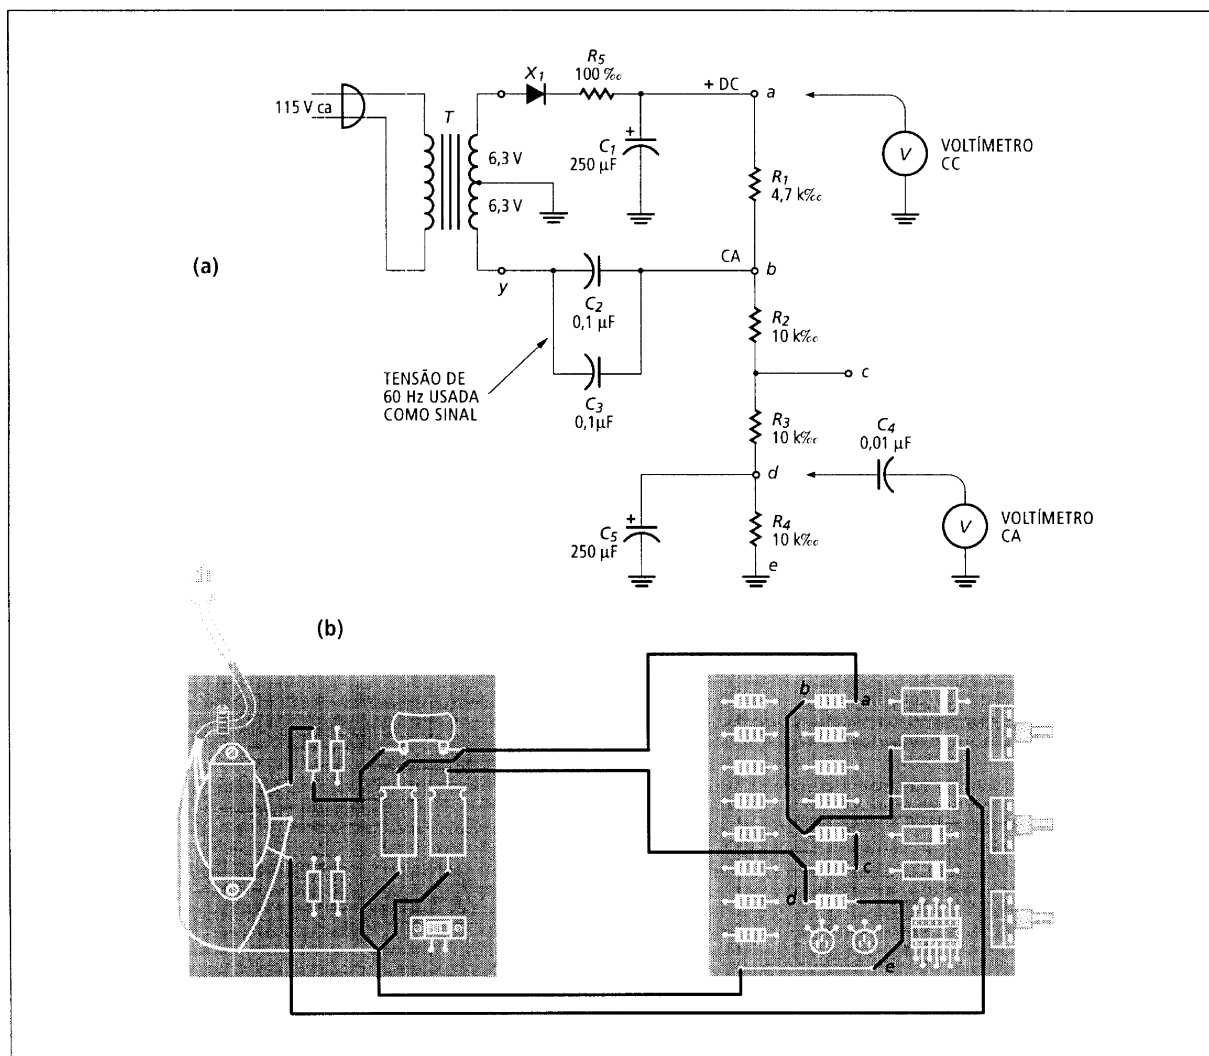 X1
R5
100 ‰
+ DC
a
115 V ca
T
C1
250 µF
+
6,3 V
6,3 V
R1
4,7 k‰
V
VOLTÍMETRO
CC
(a)
CA
b
y
C2
0,1 µF
R2
10 k‰
TENSÃO DE
60 Hz USADA
COMO SINAL
C3
0,1µF
c
R3
10 k‰
C4
0,01 µF
d
+
C5
250 µF
R4
10 k‰
e
V
VOLTÍMETRO
CA
(b)
b
a
c
d
e